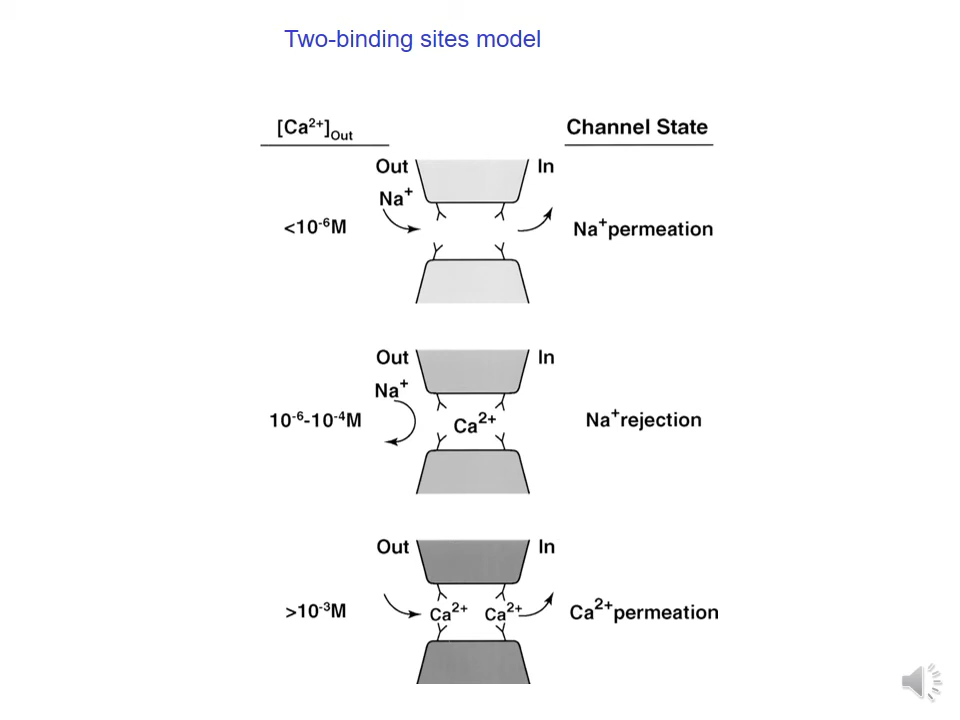 Two-binding sites model
[Ca²⁺]Out Channel State
Out In
Na⁺
<10⁻⁶M Na⁺permeation
Out In
Na⁺
10⁻⁶-10⁻⁴M Ca²⁺ Na⁺rejection
Out In
>10⁻³M Ca²⁺ Ca²⁺ Ca²⁺permeation